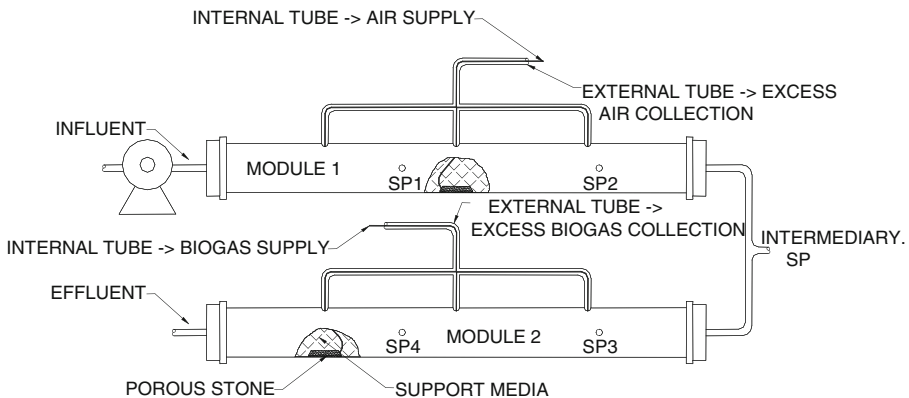 INTERNAL TUBE -> AIR SUPPLY
EXTERNAL TUBE -> EXCESS
AIR COLLECTION
INFLUENT
MODULE 1
SP1
SP2
EXTERNAL TUBE ->
EXCESS BIOGAS COLLECTION
INTERNAL TUBE -> BIOGAS SUPPLY
INTERMEDIARY.
SP
EFFLUENT
SP4
MODULE 2
SP3
POROUS STONE
SUPPORT MEDIA